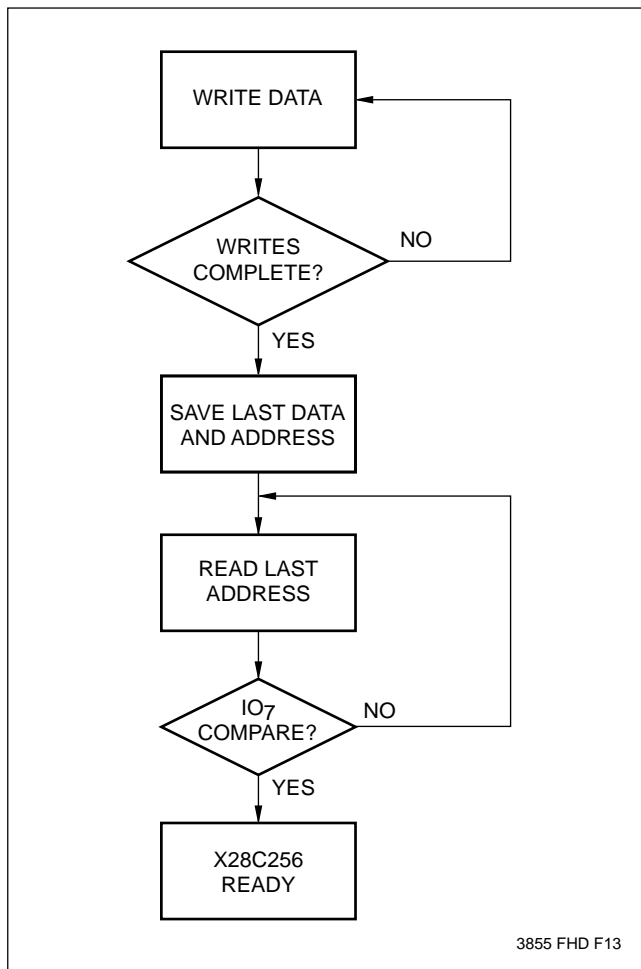 WRITE DATA
WRITES
COMPLETE?
NO
YES
SAVE LAST DATA
AND ADDRESS
READ LAST
ADDRESS
IO7
COMPARE?
NO
YES
X28C256
READY
3855 FHD F13